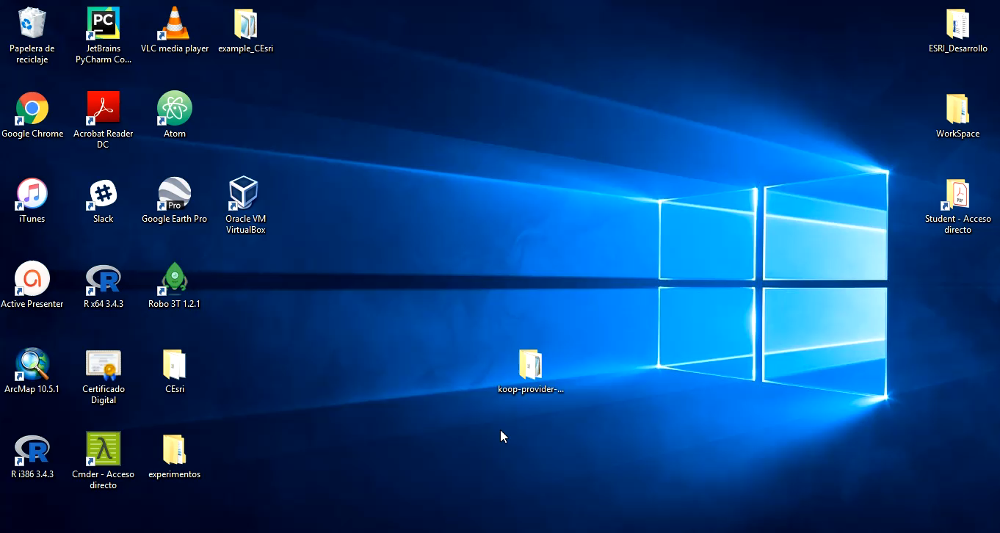 Papelera de
reciclaje
PC
JetBrains
PyCharm Co...
VLC media player
example_CEsri
ESRI_Desarrollo
Google Chrome
Acrobat Reader
DC
Atom
WorkSpace
iTunes
Slack
Pro
Google Earth Pro
Oracle VM
VirtualBox
PDF
Student - Acceso
directo
Active Presenter
R
R x64 3.4.3
Robo 3T 1.2.1
ArcMap 10.5.1
Certificado
Digital
CEsri
koop-provider-...
R
R i386 3.4.3
λ
Cmder - Acceso
directo
experimentos